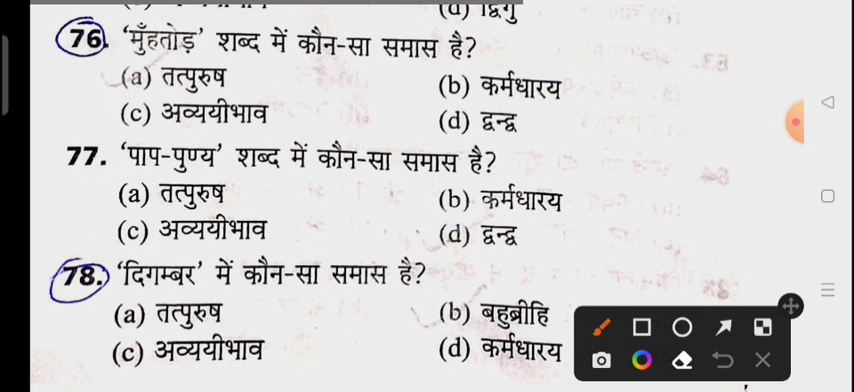 (d) द्विगु
76. ‘मुँहतोड़’ शब्द में कौन-सा समास है?
(a) तत्पुरुष (b) कर्मधारय
(c) अव्ययीभाव (d) द्वन्द्व
77. ‘पाप-पुण्य’ शब्द में कौन-सा समास है?
(a) तत्पुरुष (b) कर्मधारय
(c) अव्ययीभाव (d) द्वन्द्व
78. ‘दिगम्बर’ में कौन-सा समास है?
(a) तत्पुरुष (b) बहुब्रीहि
(c) अव्ययीभाव (d) कर्मधारय